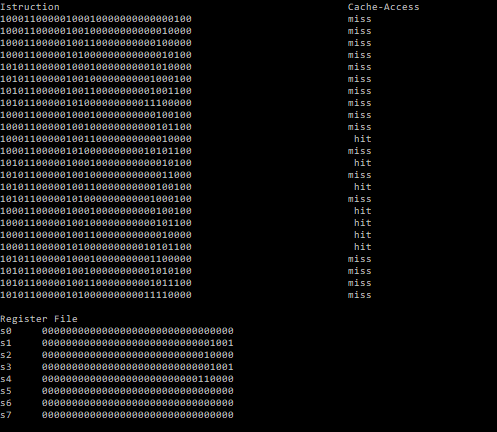 Istruction Cache-Access
10001100000100010000000000000100 miss
10001100000100100000000000010000 miss
10001100000100110000000000100000 miss
10001100000101000000000000010100 miss
10101100000100010000000001010000 miss
10101100000100100000000001000100 miss
10101100000100110000000001001100 miss
10101100000101000000000011100000 miss
10001100000100010000000000100100 miss
10001100000100100000000000101100 miss
10001100000100110000000000010000 hit
10001100000101000000000010101100 miss
10101100000100010000000000010100 hit
10101100000100100000000000011000 miss
10101100000100110000000000100100 hit
10101100000101000000000001000100 miss
10001100000100010000000000100100 hit
10001100000100100000000000101100 hit
10001100000100110000000000010000 hit
10001100000101000000000010101100 hit
10101100000100010000000001100000 miss
10101100000100100000000001010100 miss
10101100000100110000000001011100 miss
10101100000101000000000011110000 miss
Register File
s0 00000000000000000000000000000000
s1 00000000000000000000000000001001
s2 00000000000000000000000000010000
s3 00000000000000000000000000001001
s4 00000000000000000000000000110000
s5 00000000000000000000000000000000
s6 00000000000000000000000000000000
s7 00000000000000000000000000000000